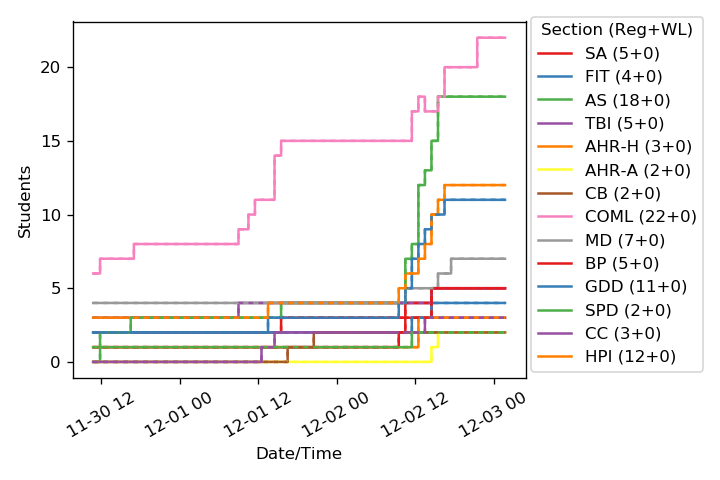 Section (Reg+WL)
SA (5+0)
FIT (4+0)
AS (18+0)
TBI (5+0)
AHR-H (3+0)
AHR-A (2+0)
CB (2+0)
COML (22+0)
MD (7+0)
BP (5+0)
GDD (11+0)
SPD (2+0)
CC (3+0)
HPI (12+0)
Students
20
15
10
5
0
11-30 12
12-01 00
12-01 12
12-02 00
12-02 12
12-03 00
Date/Time